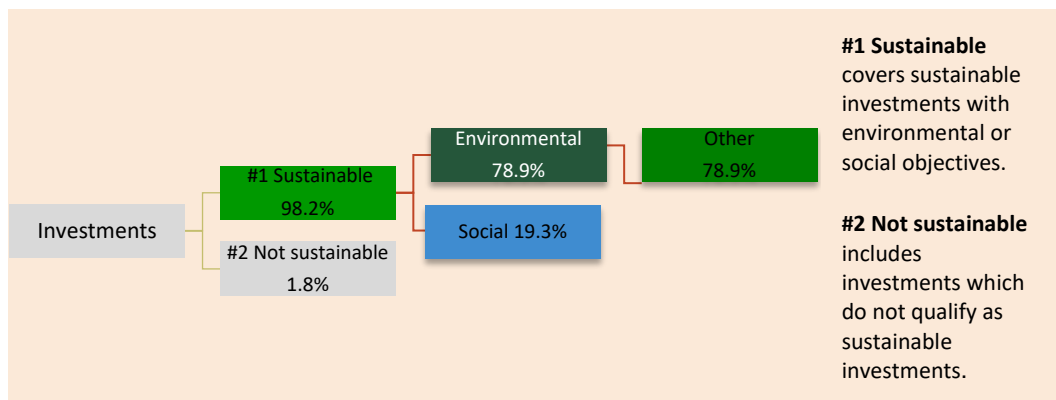 Investments
#1 Sustainable
98.2%
#2 Not sustainable
1.8%
Environmental
78.9%
Social 19.3%
Other
78.9%
#1 Sustainable
covers sustainable
investments with
environmental or
social objectives.
#2 Not sustainable
includes
investments which
do not qualify as
sustainable
investments.